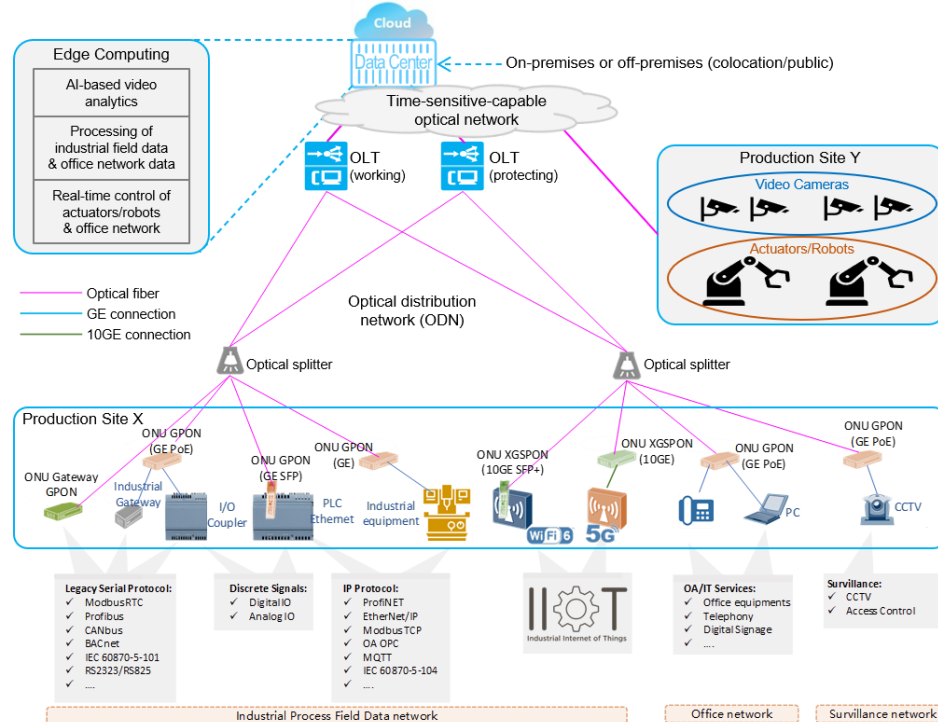 Cloud
Data Center
On-premises or off-premises (colocation/public)
Edge Computing
AI-based video
analytics
Processing of
industrial field data
& office network data
Real-time control of
actuators/robots
& office network
Time-sensitive-capable
optical network
OLT
(working)
OLT
(protecting)
Production Site Y
Video Cameras
Actuators/Robots
Optical fiber
GE connection
10GE connection
Optical distribution
network (ODN)
Optical splitter
Optical splitter
Production Site X
ONU Gateway
GPON
ONU GPON
(GE PoE)
Industrial
Gateway
I/O
Coupler
ONU GPON
(GE SFP)
PLC
Ethernet
ONU GPON
(GE)
Industrial
equipment
ONU XGSPON
(10GE SFP+)
WiFi 6
ONU XGSPON
(10GE)
5G
ONU GPON
(GE PoE)
PC
ONU GPON
(GE PoE)
CCTV
Legacy Serial Protocol:
✓ ModbusRTC
✓ Profibus
✓ CANbus
✓ BACnet
✓ IEC 60870-5-101
✓ RS2323/RS825
✓ ....
Discrete Signals:
✓ Digital IO
✓ Analog IO
IP Protocol:
✓ ProfiNET
✓ EtherNet/IP
✓ Modbus TCP
✓ OA OPC
✓ MQTT
✓ IEC 60870-5-104
✓ ....
IIOT
Industrial Internet of Things
OA/IT Services:
✓ Office equipments
✓ Telephony
✓ Digital Signage
✓ ....
Survillance:
✓ CCTV
✓ Access Control
Industrial Process Field Data network
Office network
Survillance network